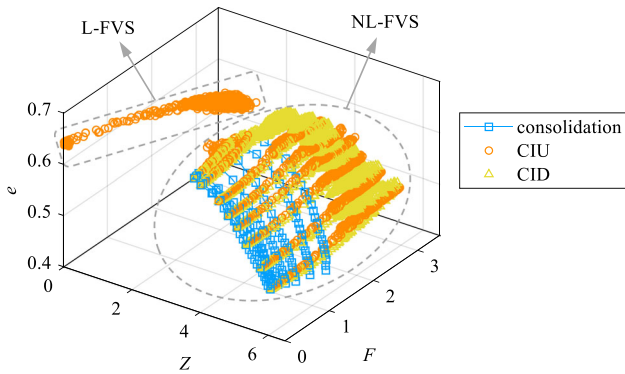 L-FVS
NL-FVS
0.7
0.6
0.5
0.4
e
0
2
4
6
Z
0
1
2
3
F
consolidation
CIU
CID